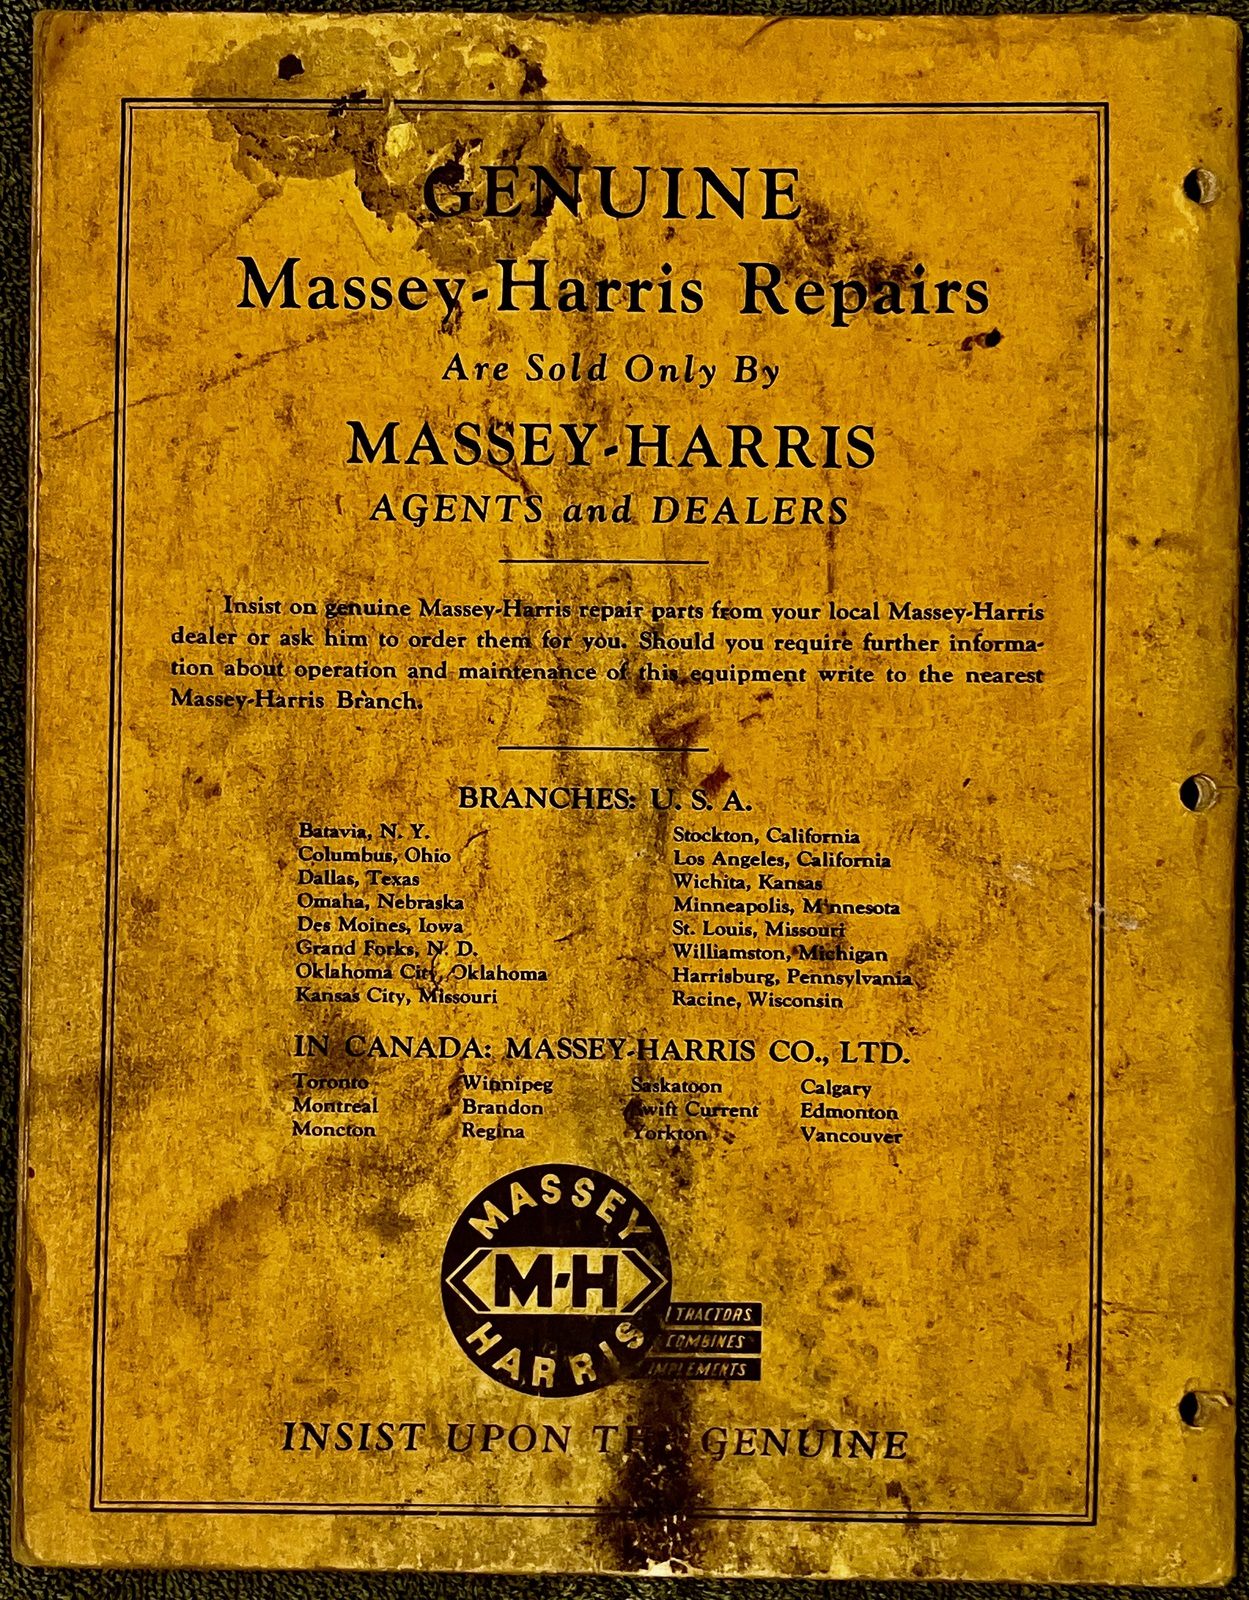 GENUINE
Massey-Harris Repairs
Are Sold Only By
MASSEY-HARRIS
AGENTS and DEALERS
Insist on genuine Massey-Harris repair parts from your local Massey-Harris
dealer or ask him to order them for you. Should you require further informa-
tion about operation and maintenance of this equipment write to the nearest
Massey-Harris Branch.
BRANCHES: U. S. A.
Batavia, N. Y.
Columbus, Ohio
Dallas, Texas
Omaha, Nebraska
Des Moines, Iowa
Grand Forks, N. D.
Oklahoma City, Oklahoma
Kansas City, Missouri
Stockton, California
Los Angeles, California
Wichita, Kansas
Minneapolis, Minnesota
St. Louis, Missouri
Williamston, Michigan
Harrisburg, Pennsylvania
Racine, Wisconsin
IN CANADA: MASSEY-HARRIS CO., LTD.
Toronto
Montreal
Moncton
Winnipeg
Brandon
Regina
Saskatoon
Swift Current
Yorkton
Calgary
Edmonton
Vancouver
MASSEY
M-H
HARRIS
TRACTORS
COMBINES
IMPLEMENTS
INSIST UPON THE GENUINE